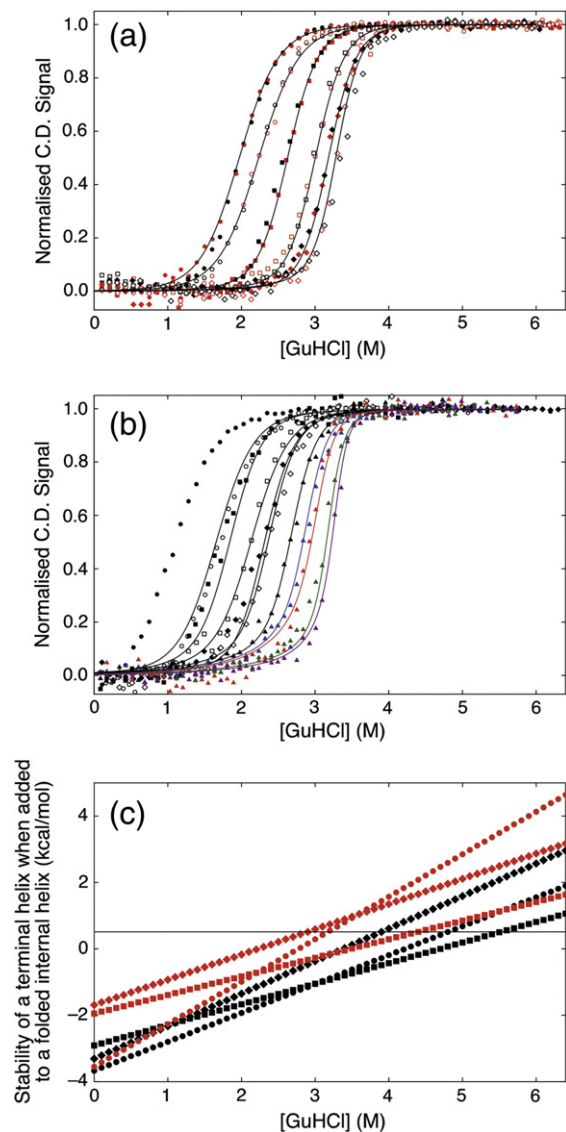 (a)
Normalised C.D. Signal
1.0
0.8
0.6
0.4
0.2
0.0
0 1 2 3 4 5 6
[GuHCl] (M)
(b)
Normalised C.D. Signal
1.0
0.8
0.6
0.4
0.2
0.0
0 1 2 3 4 5 6
[GuHCl] (M)
(c)
Stability of a terminal helix when added
to a folded internal helix (kcal/mol)
4
2
0
−2
−4
0 1 2 3 4 5 6
[GuHCl] (M)